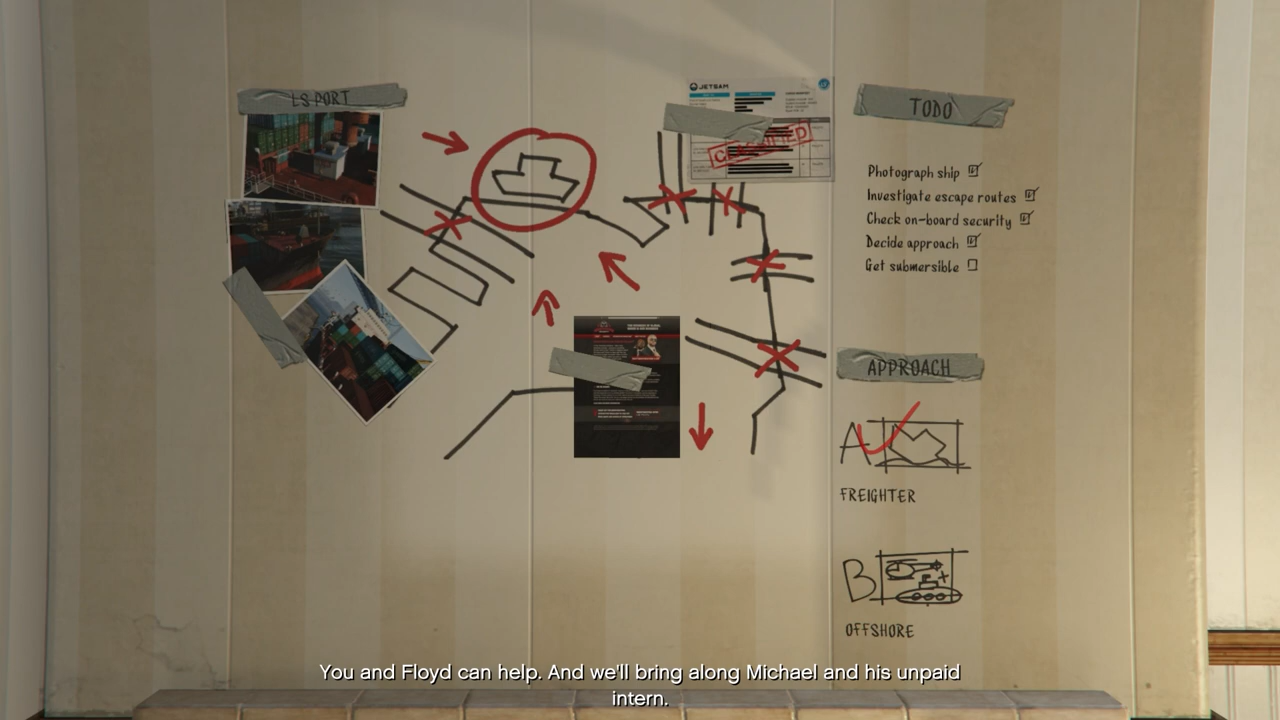 LS PORT
JETSAM
CLASSIFIED
TODO
Photograph ship
Investigate escape routes
Check on-board security
Decide approach
Get submersible
APPROACH
A
FREIGHTER
B
OFFSHORE
You and Floyd can help. And we'll bring along Michael and his unpaid
intern.